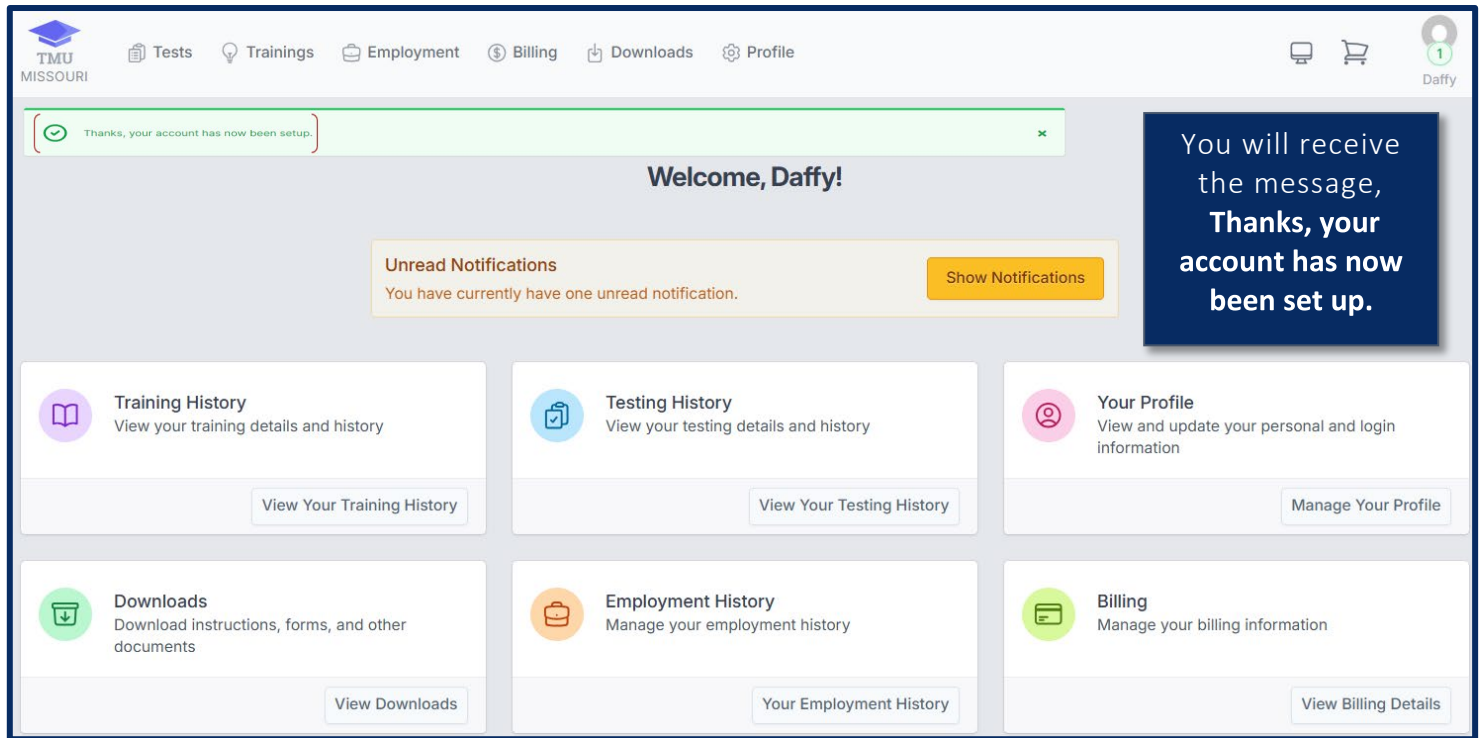 TMU
MISSOURI
Tests
Trainings
Employment
Billing
Downloads
Profile
1
Daffy
Thanks, your account has now been setup.
×
Welcome, Daffy!
You will receive
the message,
Thanks, your
account has now
been set up.
Unread Notifications
You have currently have one unread notification.
Show Notifications
Training History
View your training details and history
View Your Training History
Testing History
View your testing details and history
View Your Testing History
Your Profile
View and update your personal and login
information
Manage Your Profile
Downloads
Download instructions, forms, and other
documents
View Downloads
Employment History
Manage your employment history
Your Employment History
Billing
Manage your billing information
View Billing Details